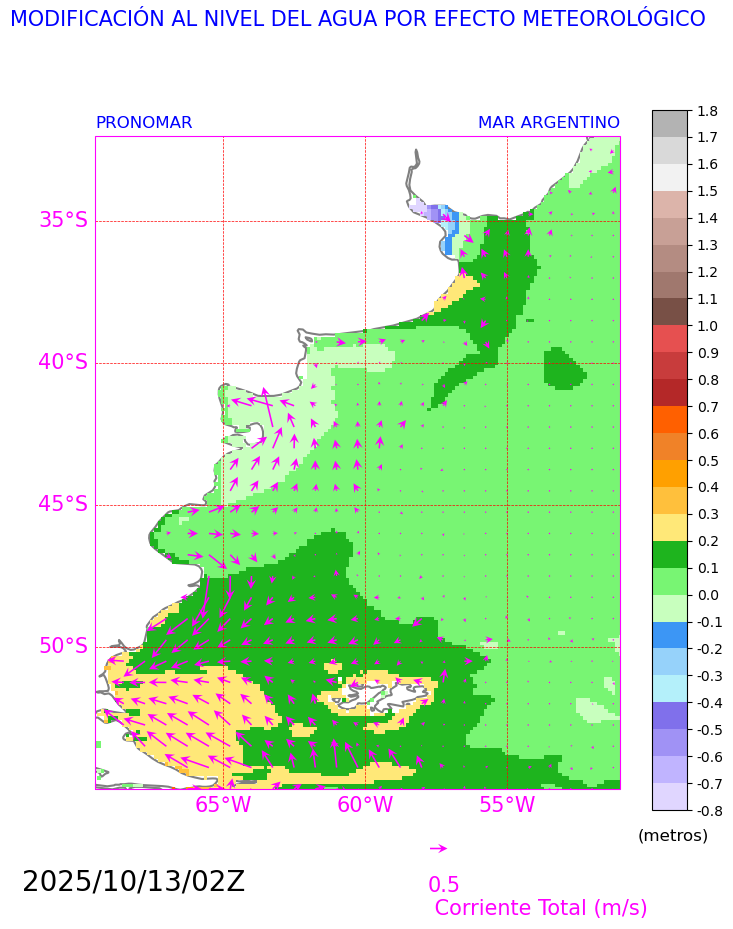 MODIFICACIÓN AL NIVEL DEL AGUA POR EFECTO METEOROLÓGICO
PRONOMAR MAR ARGENTINO
35°S
40°S
45°S
50°S
65°W 60°W 55°W
1.8
1.7
1.6
1.5
1.4
1.3
1.2
1.1
1.0
0.9
0.8
0.7
0.6
0.5
0.4
0.3
0.2
0.1
0.0
-0.1
-0.2
-0.3
-0.4
-0.5
-0.6
-0.7
-0.8
(metros)
2025/10/13/02Z
0.5
Corriente Total (m/s)